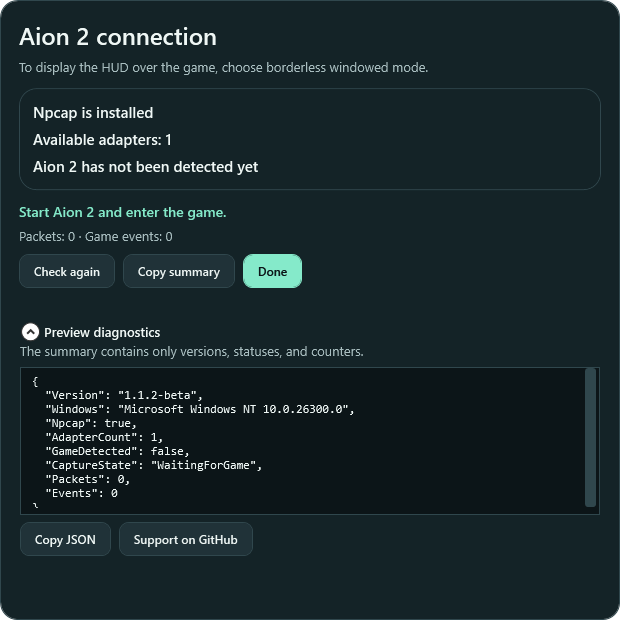 Aion 2 connection
To display the HUD over the game, choose borderless windowed mode.
Npcap is installed
Available adapters: 1
Aion 2 has not been detected yet
Start Aion 2 and enter the game.
Packets: 0 · Game events: 0
Check again
Copy summary
Done
Preview diagnostics
The summary contains only versions, statuses, and counters.
{
"Version": "1.1.2-beta",
"Windows": "Microsoft Windows NT 10.0.26300.0",
"Npcap": true,
"AdapterCount": 1,
"GameDetected": false,
"CaptureState": "WaitingForGame",
"Packets": 0,
"Events": 0
}
Copy JSON
Support on GitHub